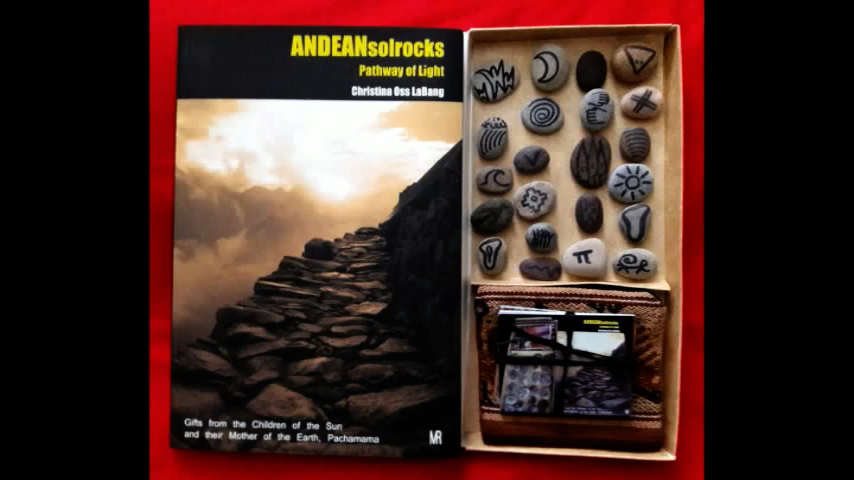 ANDEANsolrocks
Pathway of Light
Christina Oss LaBang
Gifts from the Children of the Sun
and their Mother of the Earth, Pachamama
MR
ANDEANsolrocks